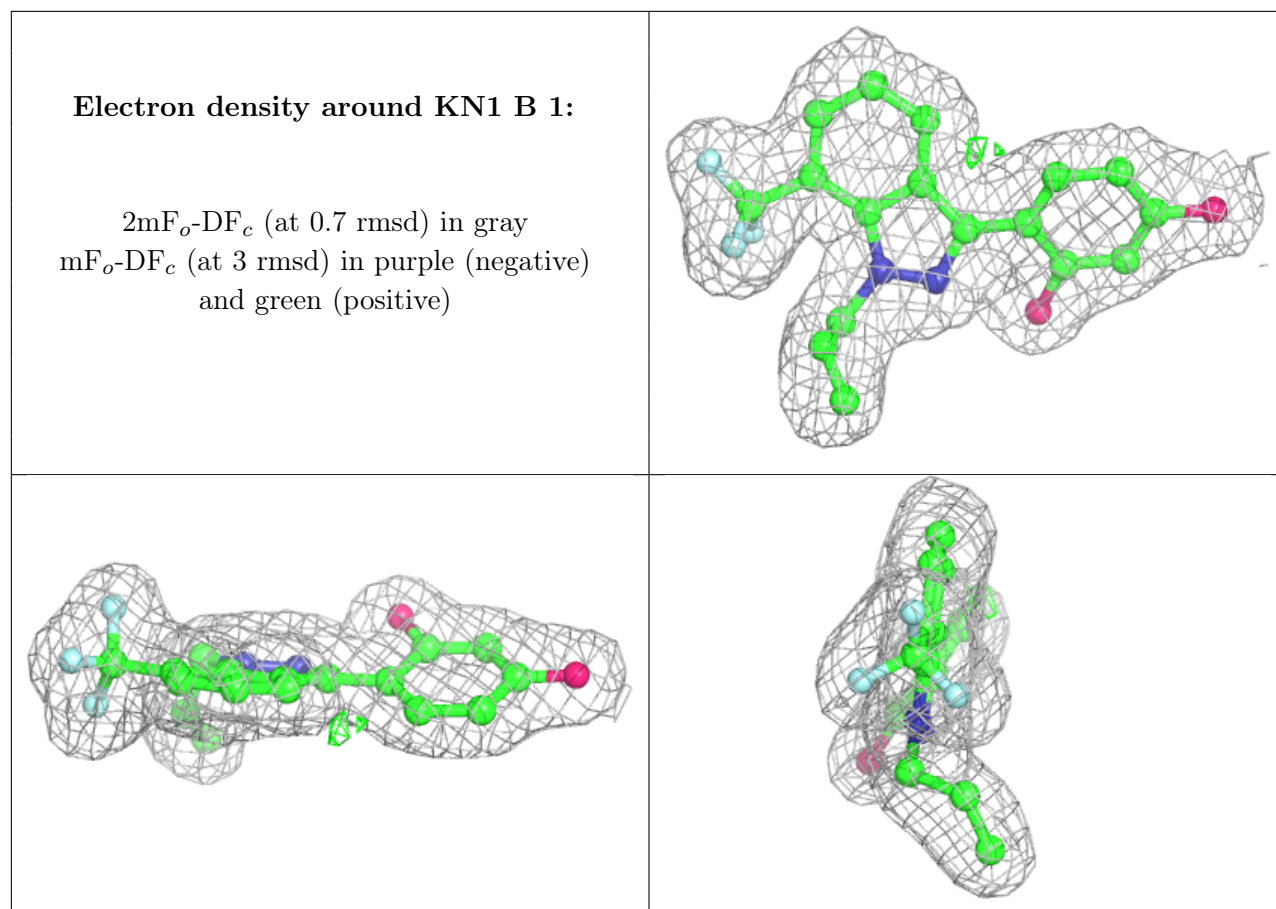 Electron density around KN1 B 1:
2mFₒ-DF𝑐 (at 0.7 rmsd) in gray
mFₒ-DF𝑐 (at 3 rmsd) in purple (negative)
and green (positive)